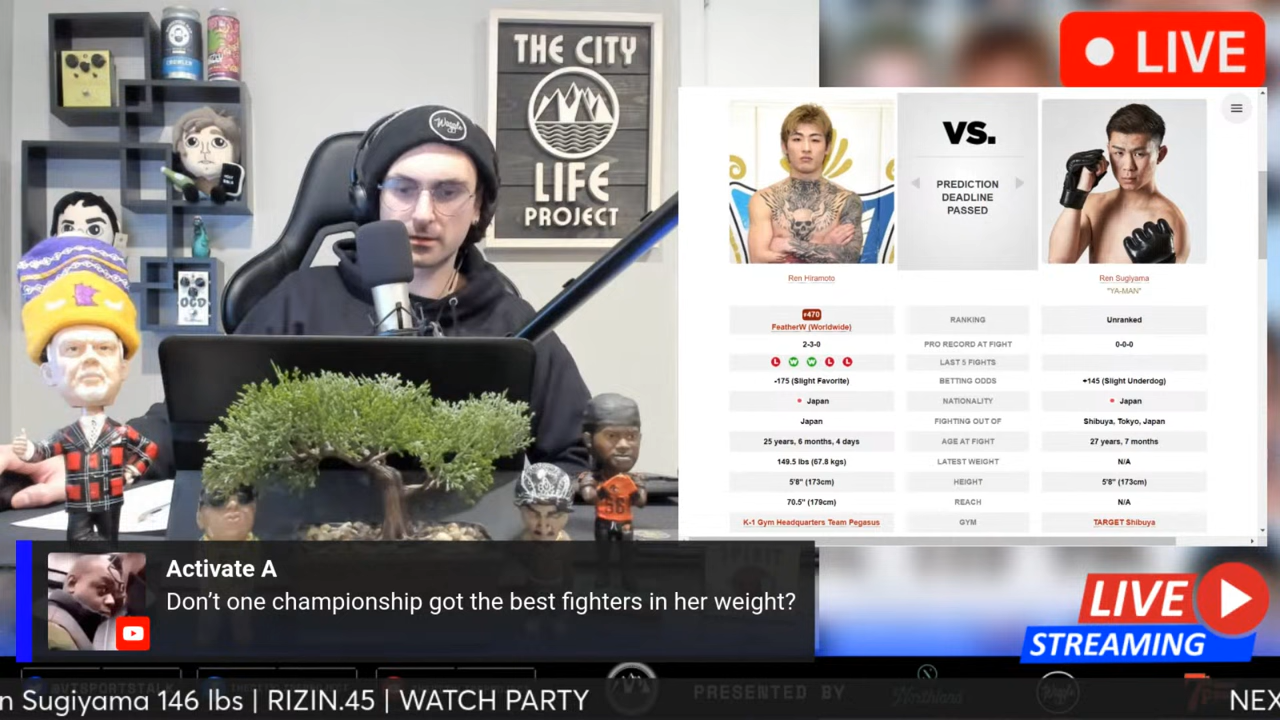 LIVE
THE CITY
LIFE
PROJECT
Woggle
OCD
VS.
PREDICTION
DEADLINE
PASSED
Ren Hiramoto
Ren Sugiyama
"YA-MAN"
#470
FeatherW (Worldwide)
RANKING
Unranked
2-3-0
PRO RECORD AT FIGHT
0-0-0
L W W L L
LAST 5 FIGHTS
-175 (Slight Favorite)
BETTING ODDS
+145 (Slight Underdog)
Japan
NATIONALITY
Japan
Japan
FIGHTING OUT OF
Shibuya, Tokyo, Japan
25 years, 6 months, 4 days
AGE AT FIGHT
27 years, 7 months
149.5 lbs (67.8 kgs)
LATEST WEIGHT
N/A
5'8" (173cm)
HEIGHT
5'8" (173cm)
70.5" (179cm)
REACH
N/A
K-1 Gym Headquarters Team Pegasus
GYM
TARGET Shibuya
Activate A
Don’t one championship got the best fighters in her weight?
LIVE
STREAMING
PRESENTED BY
Northland
n Sugiyama 146 lbs | RIZIN.45 | WATCH PARTY
NEX